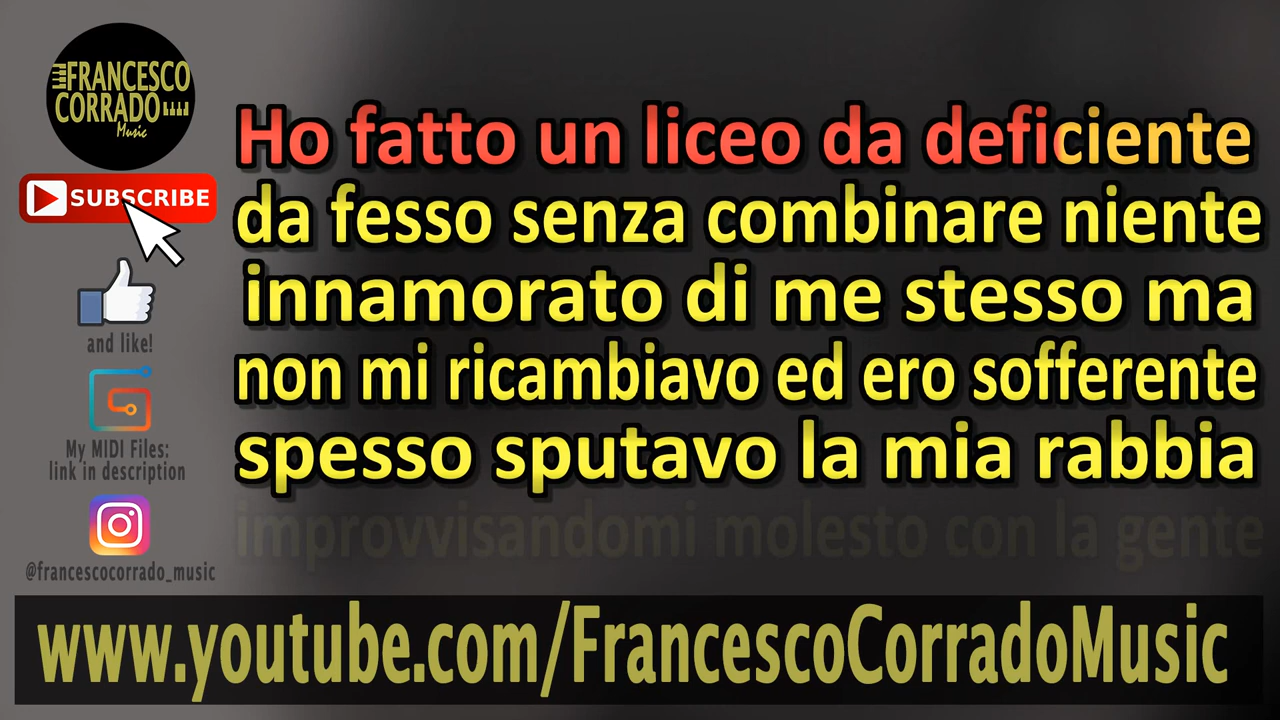 FRANCESCO
CORRADO
Music
SUBSCRIBE
and like!
My MIDI Files:
link in description
@francescocorrado_music
Ho fatto un liceo da deficiente
da fesso senza combinare niente
innamorato di me stesso ma
non mi ricambiavo ed ero sofferente
spesso sputavo la mia rabbia
improvvisandomi molesto con la gente
www.youtube.com/FrancescoCorradoMusic